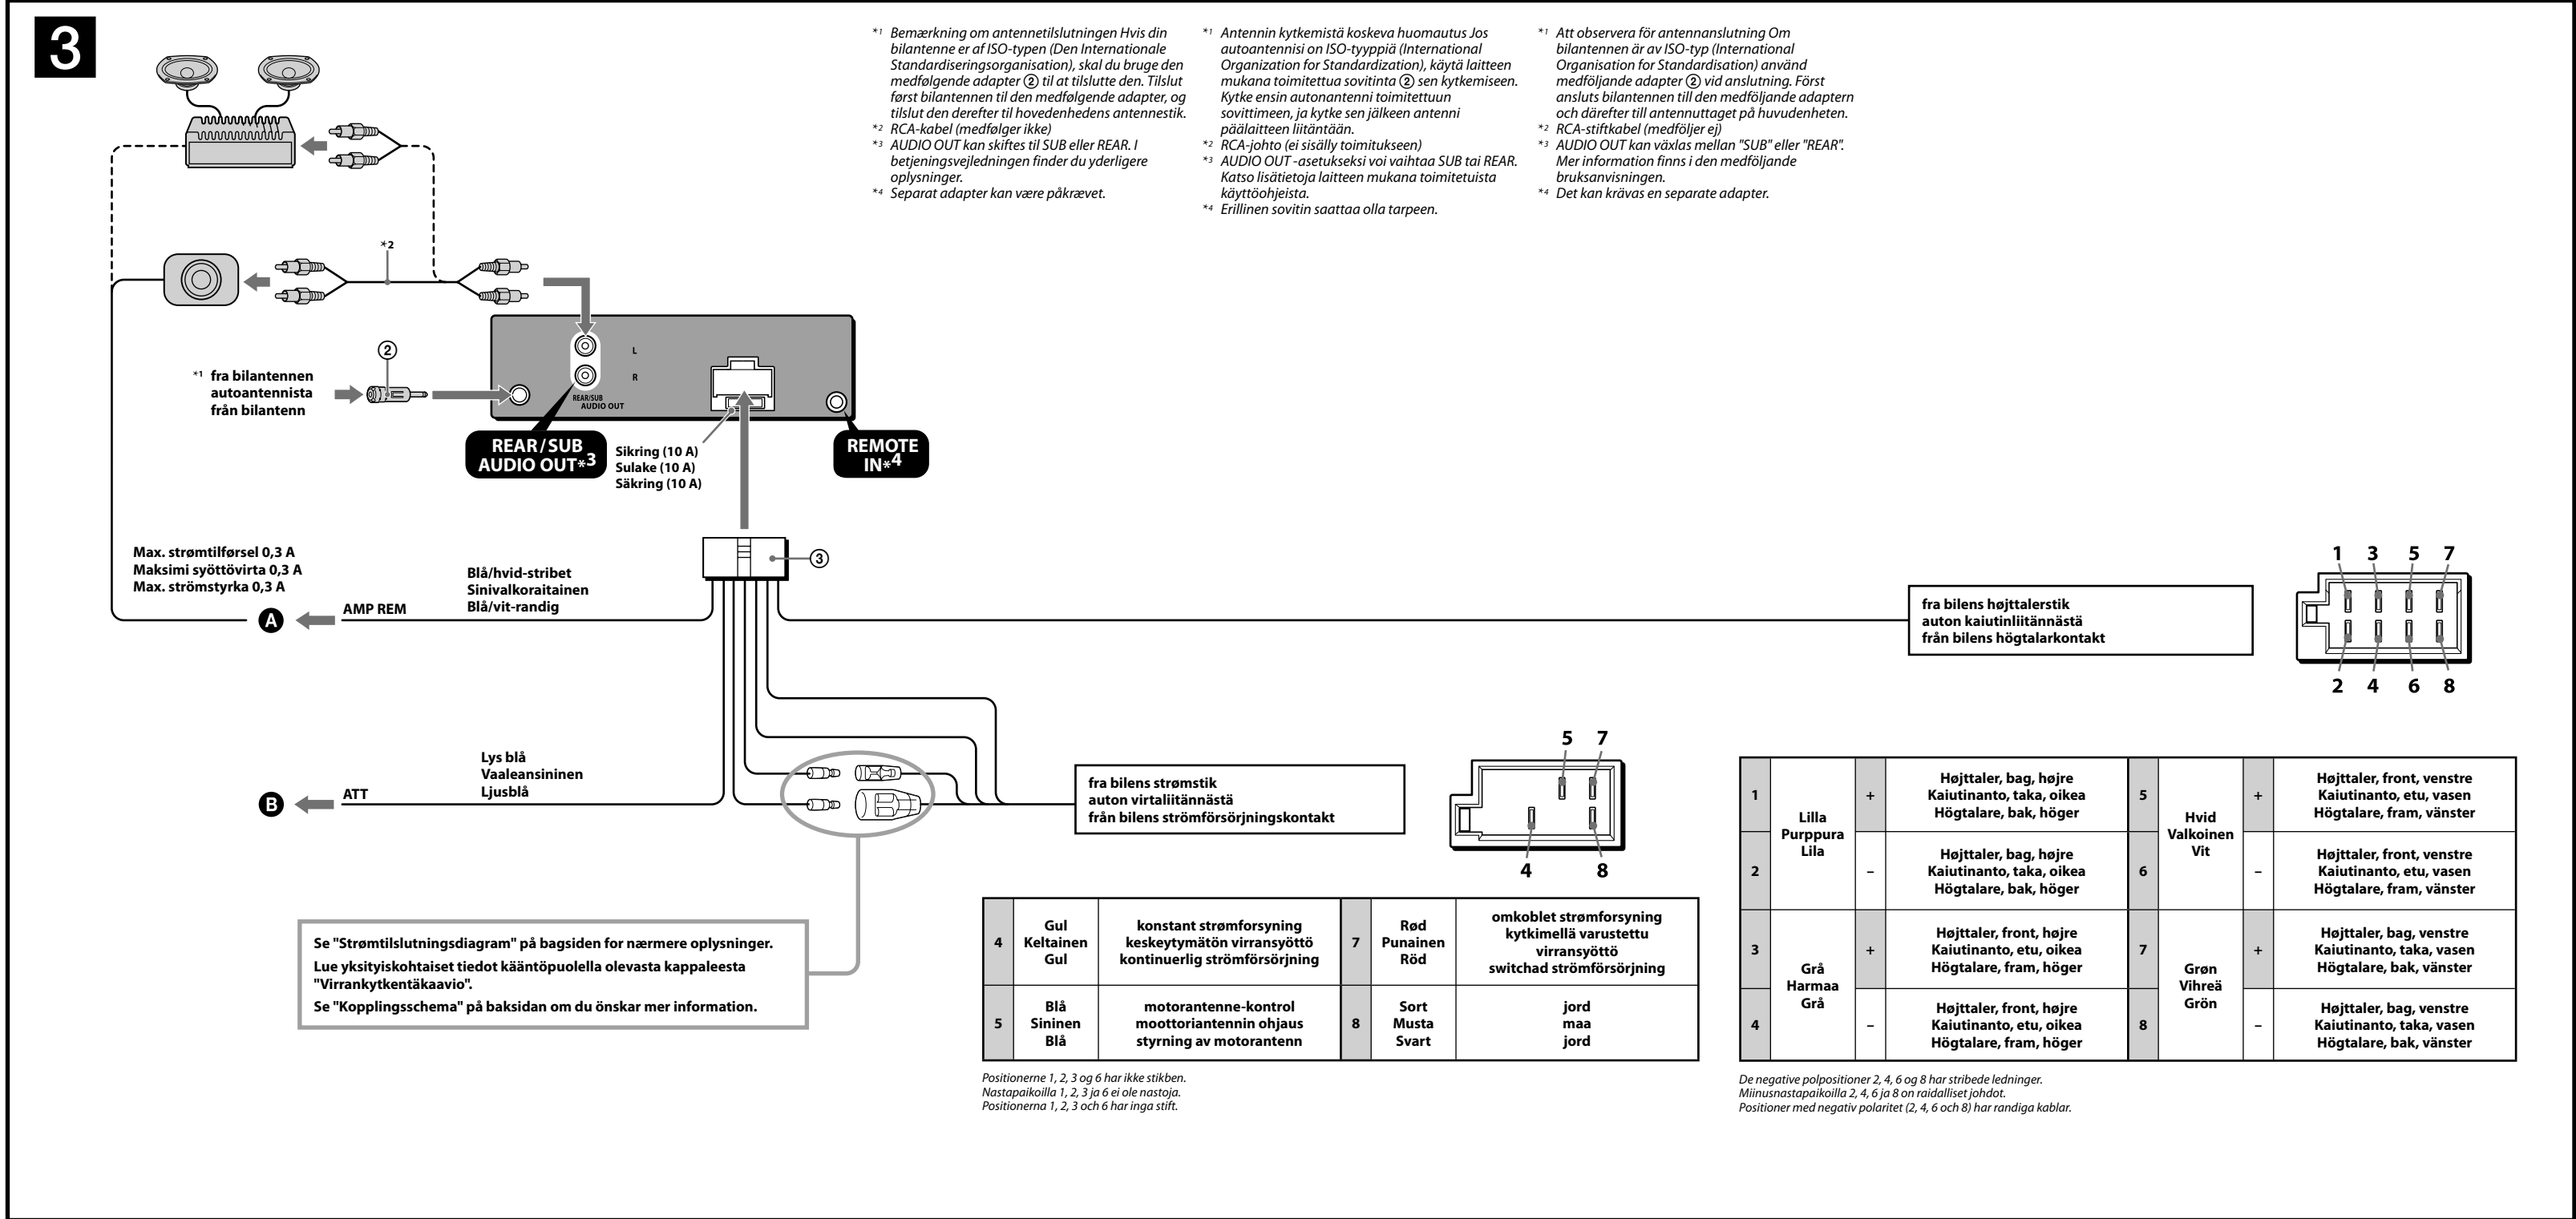 3
*1 Bemærkning om antennetilslutningen Hvis din
bilantenne er af ISO-typen (Den Internationale
Standardiseringsorganisation), skal du bruge den
medfølgende adapter ② til at tilslutte den. Tilslut
først bilantennen til den medfølgende adapter, og
tilslut den derefter til hovedenhedens antennestik.
*2 RCA-kabel (medfølger ikke)
*3 AUDIO OUT kan skiftes til SUB eller REAR. I
betjeningsvejledningen finder du yderligere
oplysninger.
*4 Separat adapter kan være påkrævet.
*1 Antennin kytkemistä koskeva huomautus Jos
autoantennisi on ISO-tyyppiä (International
Organization for Standardization), käytä laitteen
mukana toimitettua sovitinta ② sen kytkemiseen.
Kytke ensin autonantenni toimitettuun
sovittimeen, ja kytke sen jälkeen antenni
päälaitteen liitäntään.
*2 RCA-johto (ei sisälly toimitukseen)
*3 AUDIO OUT -asetukseksi voi vaihtaa SUB tai REAR.
Katso lisätietoja laitteen mukana toimitetuista
käyttöohjeista.
*4 Erillinen sovitin saattaa olla tarpeen.
*1 Att observera för antennanslutning Om
bilantennen är av ISO-typ (International
Organisation for Standardisation) använd
medföljande adapter ② vid anslutning. Först
ansluts bilantennen till den medföljande adaptern
och därefter till antennuttaget på huvudenheten.
*2 RCA-stiftkabel (medföljer ej)
*3 AUDIO OUT kan växlas mellan "SUB" eller "REAR".
Mer information finns i den medföljande
bruksanvisningen.
*4 Det kan krävas en separate adapter.
*2
②
*1 fra bilantennen
autoantennista
från bilantenn
L
R
REAR/SUB
AUDIO OUT
REAR/SUB
AUDIO OUT*3
Sikring (10 A)
Sulake (10 A)
Säkring (10 A)
REMOTE
IN*4
③
Max. strømtilførsel 0,3 A
Maksimi syöttövirta 0,3 A
Max. strömstyrka 0,3 A
Blå/hvid-stribet
Sinivalkoraitainen
Blå/vit-randig
A
AMP REM
fra bilens højttalerstik
auton kaiutinliitännästä
från bilens högtalarkontakt
1 3 5 7
2 4 6 8
Lys blå
Vaaleansininen
Ljusblå
B
ATT
fra bilens strømstik
auton virtaliitännästä
från bilens strömförsörjningskontakt
5 7
4 8
Se "Strømtilslutningsdiagram" på bagsiden for nærmere oplysninger.
Lue yksityiskohtaiset tiedot kääntöpuolella olevasta kappaleesta
"Virrankytkentäkaavio".
Se "Kopplingsschema" på baksidan om du önskar mer information.
4
Gul
Keltainen
Gul
konstant strømforsyning
keskeytymätön virransyöttö
kontinuerlig strömförsörjning
7
Rød
Punainen
Röd
omkoblet strømforsyning
kytkimellä varustettu
virransyöttö
switchad strömförsörjning
5
Blå
Sininen
Blå
motorantenne-kontrol
moottoriantennin ohjaus
styrning av motorantenn
8
Sort
Musta
Svart
jord
maa
jord
Positionerne 1, 2, 3 og 6 har ikke stikben.
Nastapaikoilla 1, 2, 3 ja 6 ei ole nastoja.
Positionerna 1, 2, 3 och 6 har inga stift.
1
Lilla
Purppura
Lila
+
Højttaler, bag, højre
Kaiutinanto, taka, oikea
Högtalare, bak, höger
5
Hvid
Valkoinen
Vit
+
Højttaler, front, venstre
Kaiutinanto, etu, vasen
Högtalare, fram, vänster
2
–
Højttaler, bag, højre
Kaiutinanto, taka, oikea
Högtalare, bak, höger
6
–
Højttaler, front, venstre
Kaiutinanto, etu, vasen
Högtalare, fram, vänster
3
Grå
Harmaa
Grå
+
Højttaler, front, højre
Kaiutinanto, etu, oikea
Högtalare, fram, höger
7
Grøn
Vihreä
Grön
+
Højttaler, bag, venstre
Kaiutinanto, taka, vasen
Högtalare, bak, vänster
4
–
Højttaler, front, højre
Kaiutinanto, etu, oikea
Högtalare, fram, höger
8
–
Højttaler, bag, venstre
Kaiutinanto, taka, vasen
Högtalare, bak, vänster
De negative polpositioner 2, 4, 6 og 8 har stribede ledninger.
Miinusnastapaikoilla 2, 4, 6 ja 8 on raidalliset johdot.
Positioner med negativ polaritet (2, 4, 6 och 8) har randiga kablar.